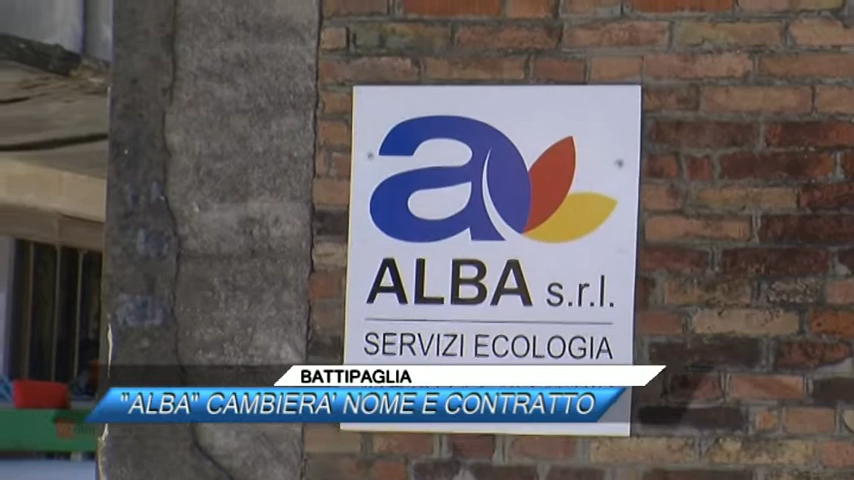 a
ALBA s.r.l.
SERVIZI ECOLOGIA
BATTIPAGLIA
"ALBA" CAMBIERA' NOME E CONTRATTO